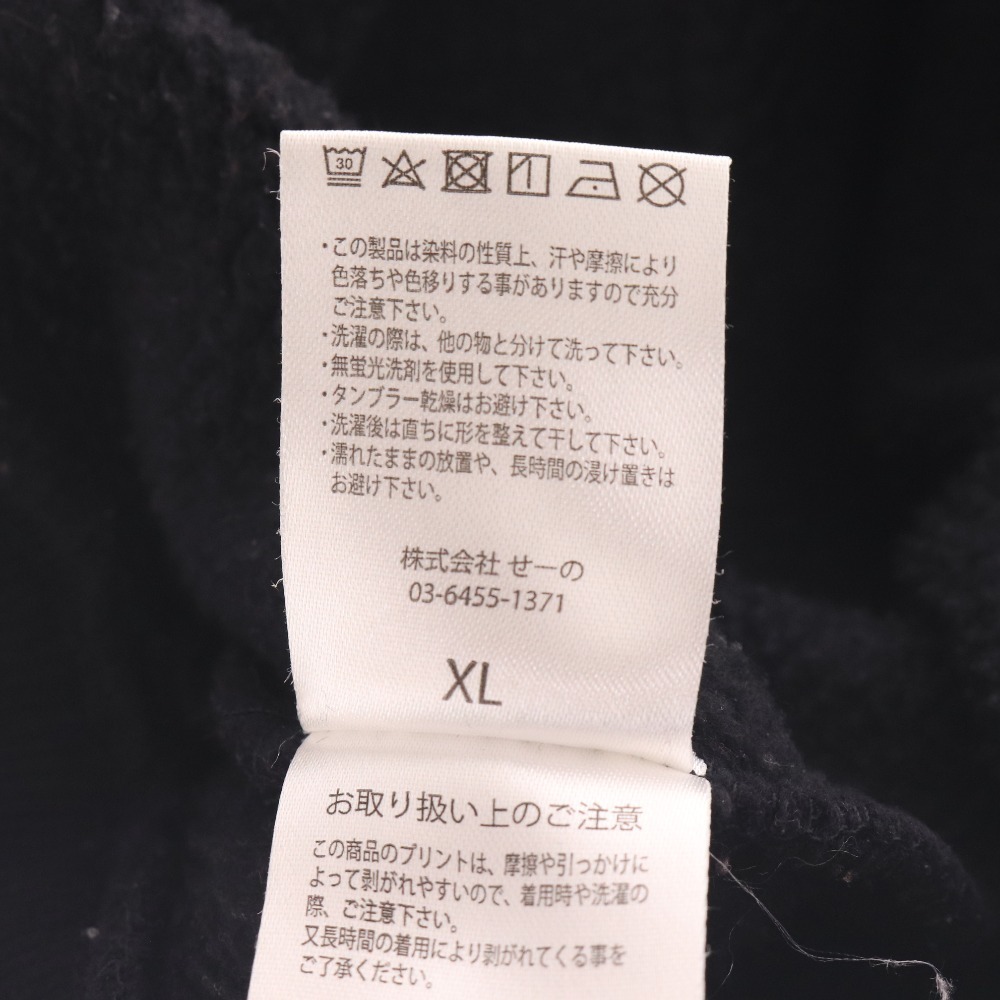 30
・この製品は染料の性質上、汗や摩擦により
色落ちや色移りする事がありますので充分
ご注意下さい。
・洗濯の際は、他の物と分けて洗って下さい。
・無蛍光洗剤を使用して下さい。
・タンブラー乾燥はお避け下さい。
・洗濯後は直ちに形を整えて干して下さい。
・濡れたままの放置や、長時間の浸け置きは
お避け下さい。
株式会社 せーの
03-6455-1371
XL
お取り扱い上のご注意
この商品のプリントは、摩擦や引っかけに
よって剥がれやすいので、着用時や洗濯の
際、ご注意下さい。
又長時間の着用により剥がれてくる事を
ご了承ください。